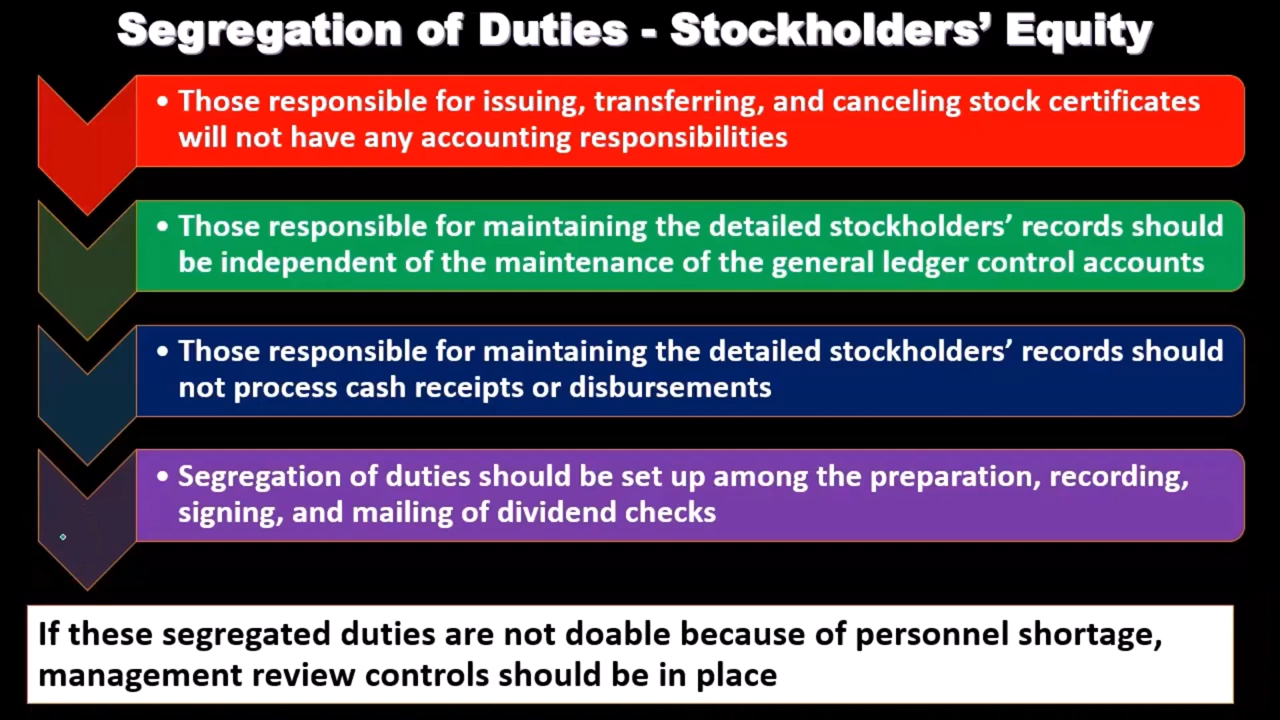 Segregation of Duties - Stockholders’ Equity
• Those responsible for issuing, transferring, and canceling stock certificates
will not have any accounting responsibilities
• Those responsible for maintaining the detailed stockholders’ records should
be independent of the maintenance of the general ledger control accounts
• Those responsible for maintaining the detailed stockholders’ records should
not process cash receipts or disbursements
• Segregation of duties should be set up among the preparation, recording,
signing, and mailing of dividend checks
If these segregated duties are not doable because of personnel shortage,
management review controls should be in place